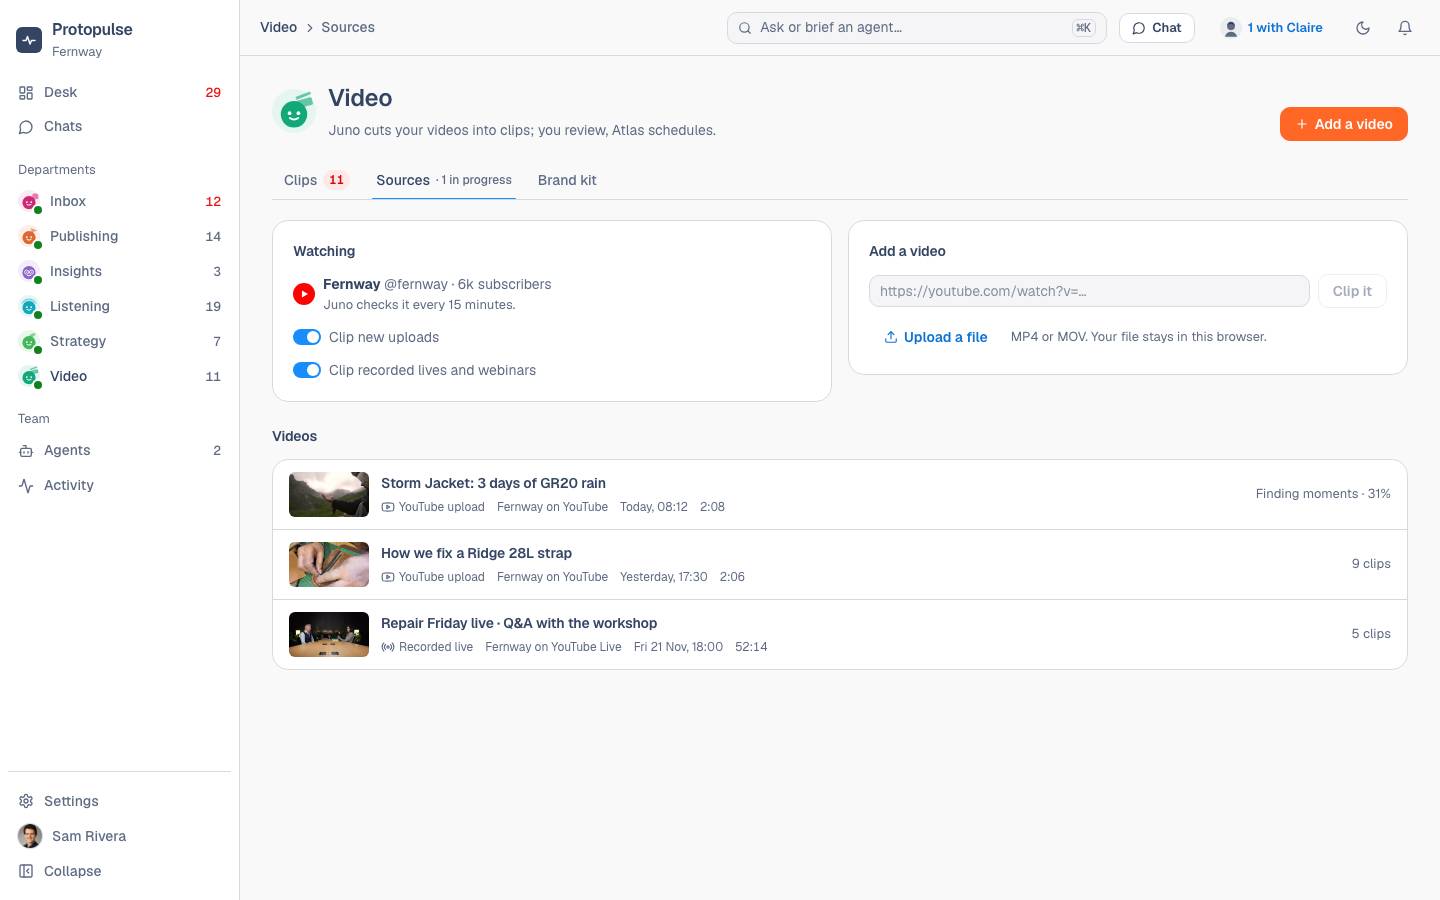 Protopulse
Fernway
Desk 29
Chats
Departments
Inbox 12
Publishing 14
Insights 3
Listening 19
Strategy 7
Video 11
Team
Agents 2
Activity
Settings
Sam Rivera
Collapse
Video > Sources
Ask or brief an agent… ⌘K
Chat
1 with Claire
Video
Juno cuts your videos into clips; you review, Atlas schedules.
+ Add a video
Clips 11
Sources · 1 in progress
Brand kit
Watching
Fernway @fernway · 6k subscribers
Juno checks it every 15 minutes.
Clip new uploads
Clip recorded lives and webinars
Add a video
https://youtube.com/watch?v=…
Clip it
Upload a file
MP4 or MOV. Your file stays in this browser.
Videos
Storm Jacket: 3 days of GR20 rain
YouTube upload Fernway on YouTube Today, 08:12 2:08
Finding moments · 31%
How we fix a Ridge 28L strap
YouTube upload Fernway on YouTube Yesterday, 17:30 2:06
9 clips
Repair Friday live · Q&A with the workshop
Recorded live Fernway on YouTube Live Fri 21 Nov, 18:00 52:14
5 clips